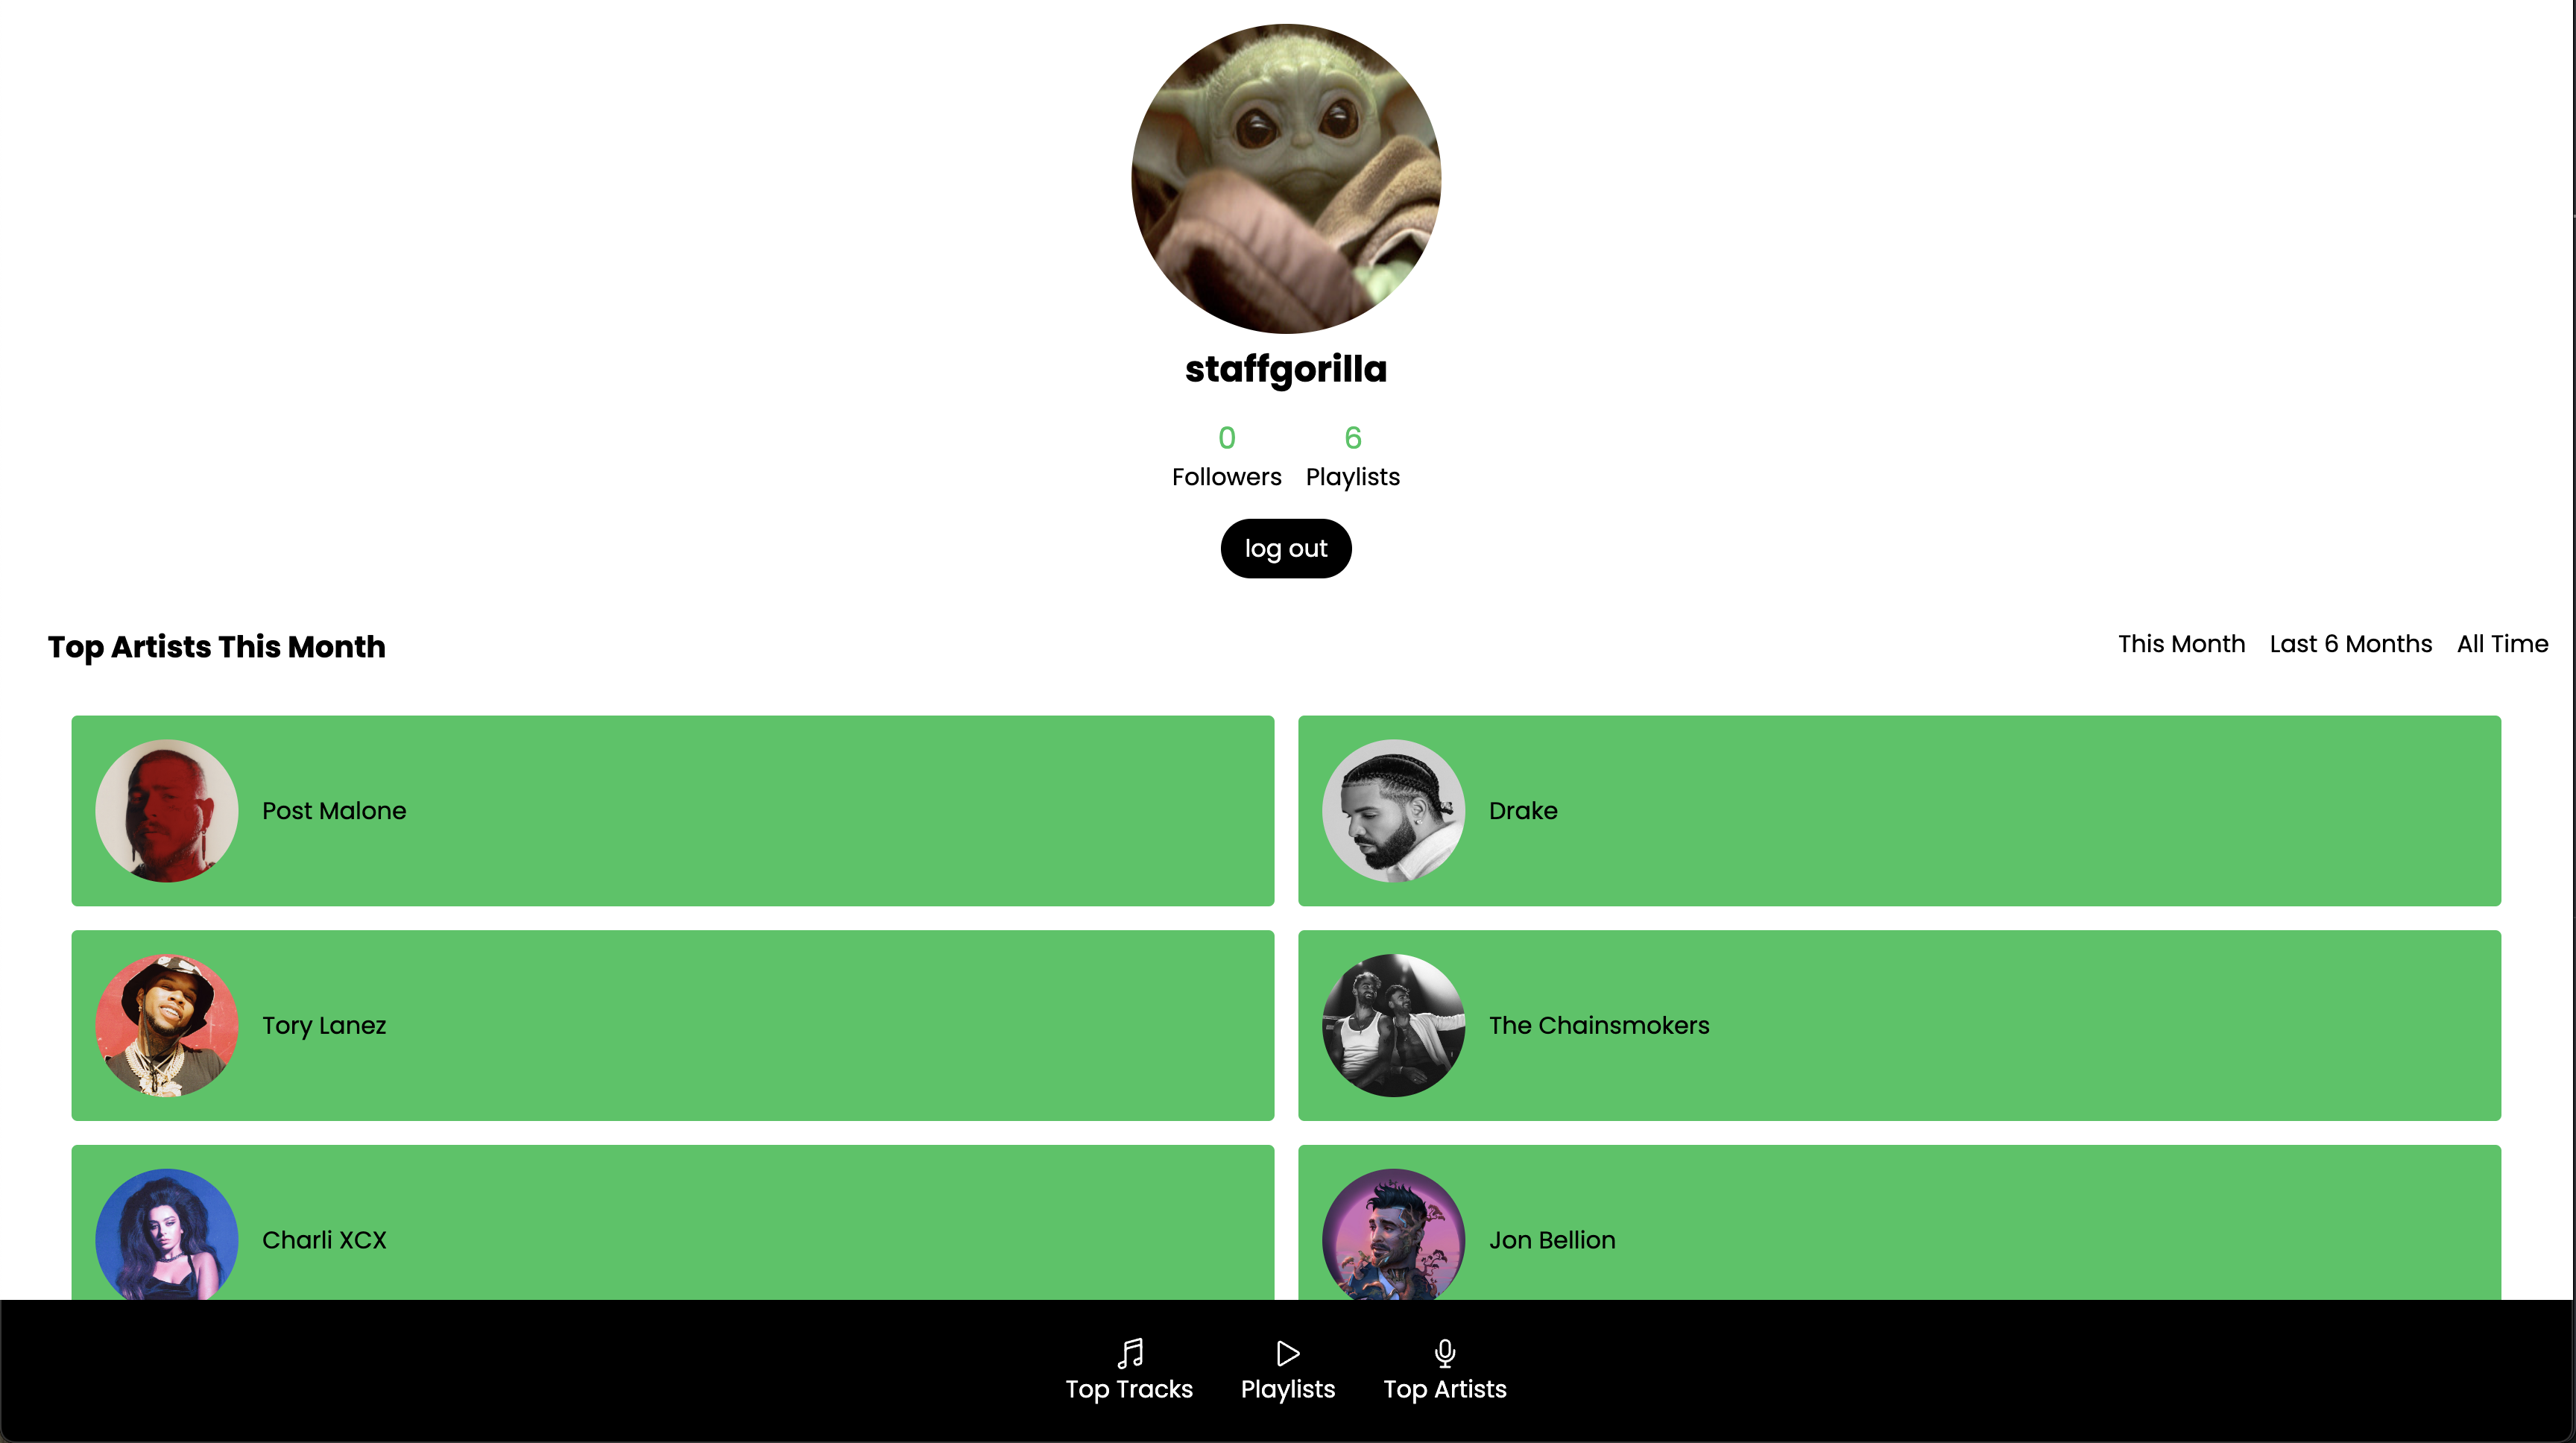 staffgorilla
0 6
Followers Playlists
log out
Top Artists This Month
This Month Last 6 Months All Time
Post Malone
Drake
Tory Lanez
The Chainsmokers
Charli XCX
Jon Bellion
Top Tracks Playlists Top Artists